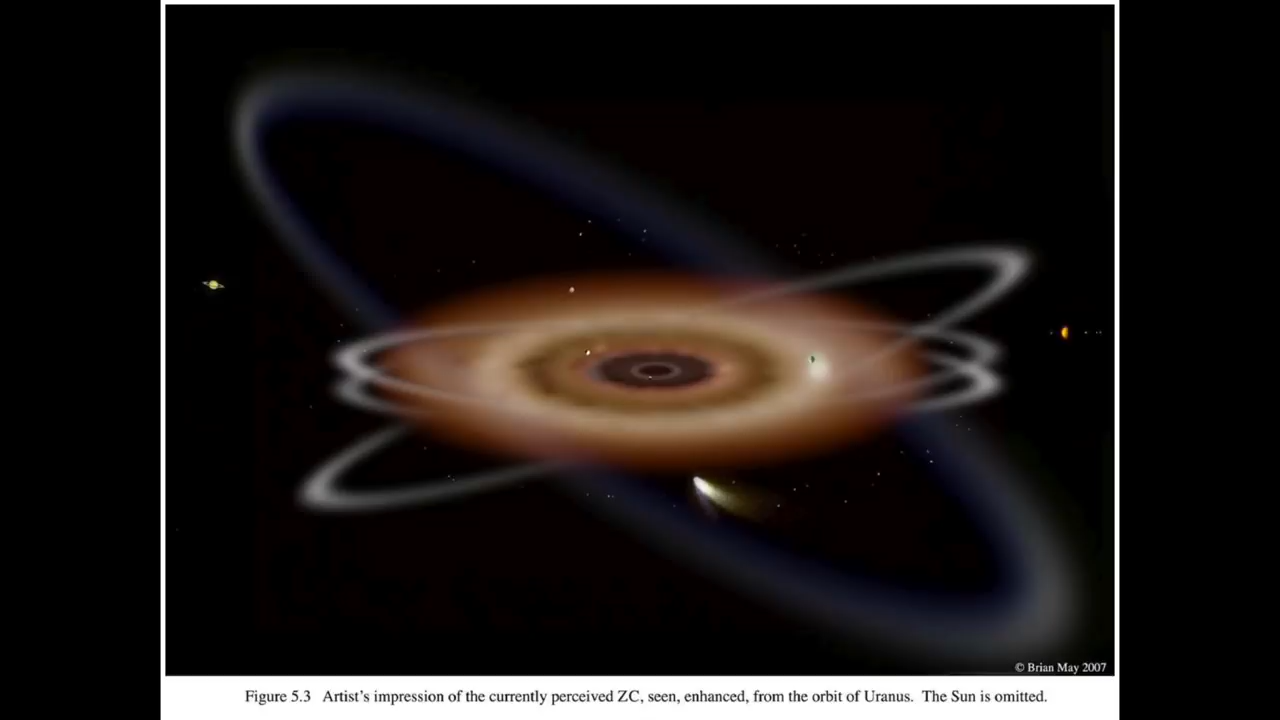 © Brian May 2007
Figure 5.3 Artist's impression of the currently perceived ZC, seen, enhanced, from the orbit of Uranus. The Sun is omitted.